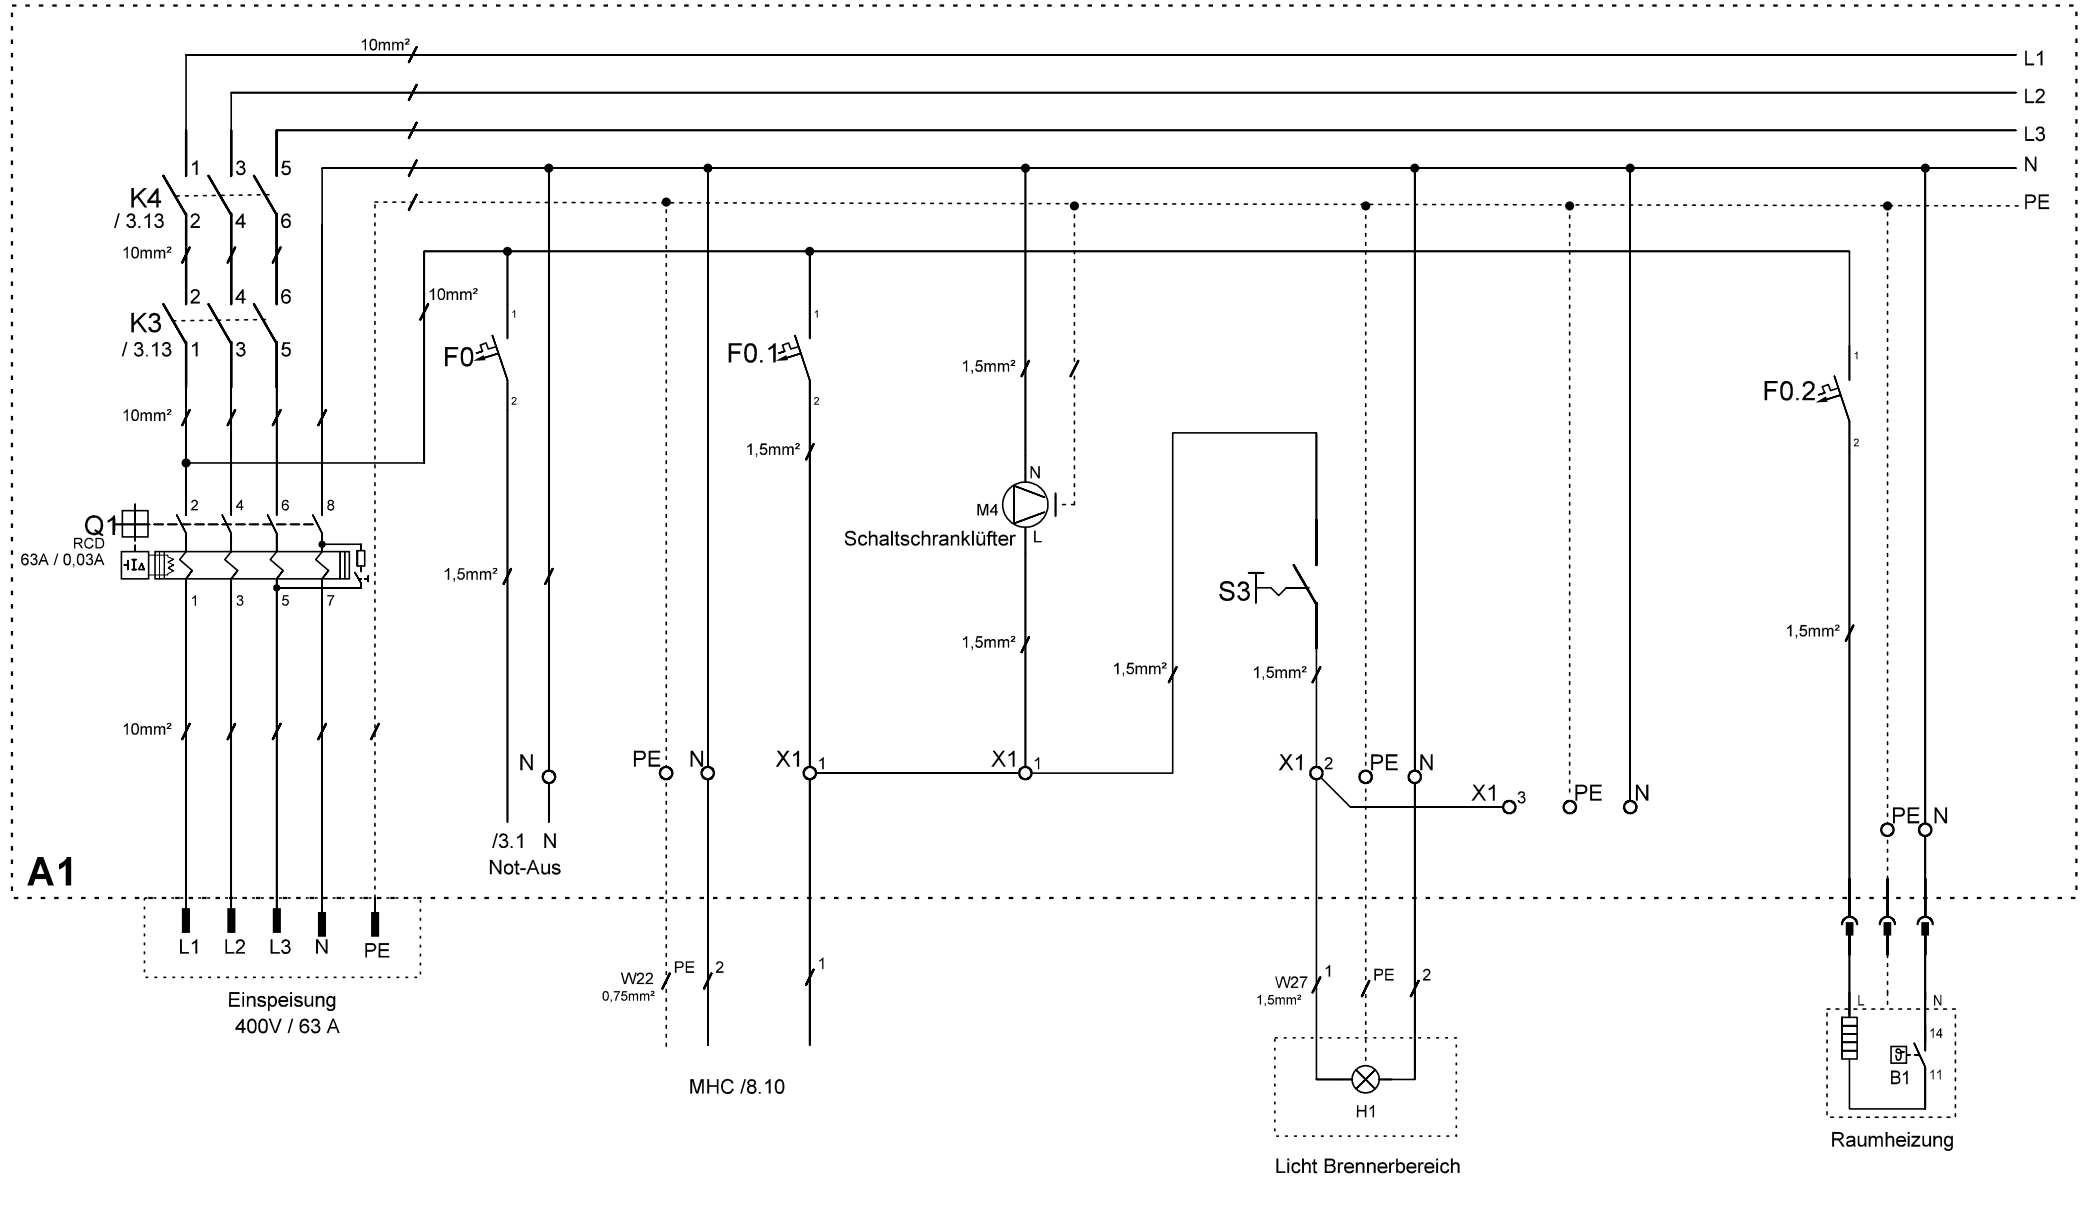 10mm²
L1
L2
L3
N
PE
1 3 5
K4
/ 3.13
2 4 6
10mm²
2 4 6
K3
/ 3.13
1 3 5
10mm²
10mm²
1
F0
2
1
F0.1
2
1,5mm²
1,5mm²
1
F0.2
2
2 4 6 8
Q1
RCD
63A / 0,03A
I∆
1 3 5 7
N
M4
L
Schaltschranklüfter
1,5mm²
S3
1,5mm²
1,5mm²
1,5mm²
1,5mm²
10mm²
N
PE
N
X1 1
X1 1
X1 2
PE
N
X1 3
PE
N
PE
N
/3.1 N
Not-Aus
A1
L1 L2 L3 N PE
Einspeisung
400V / 63 A
W22
0,75mm²
PE
2
1
MHC /8.10
W27
1,5mm²
1
PE
2
H1
Licht Brennerbereich
L
N
14
ϑ
B1
11
Raumheizung